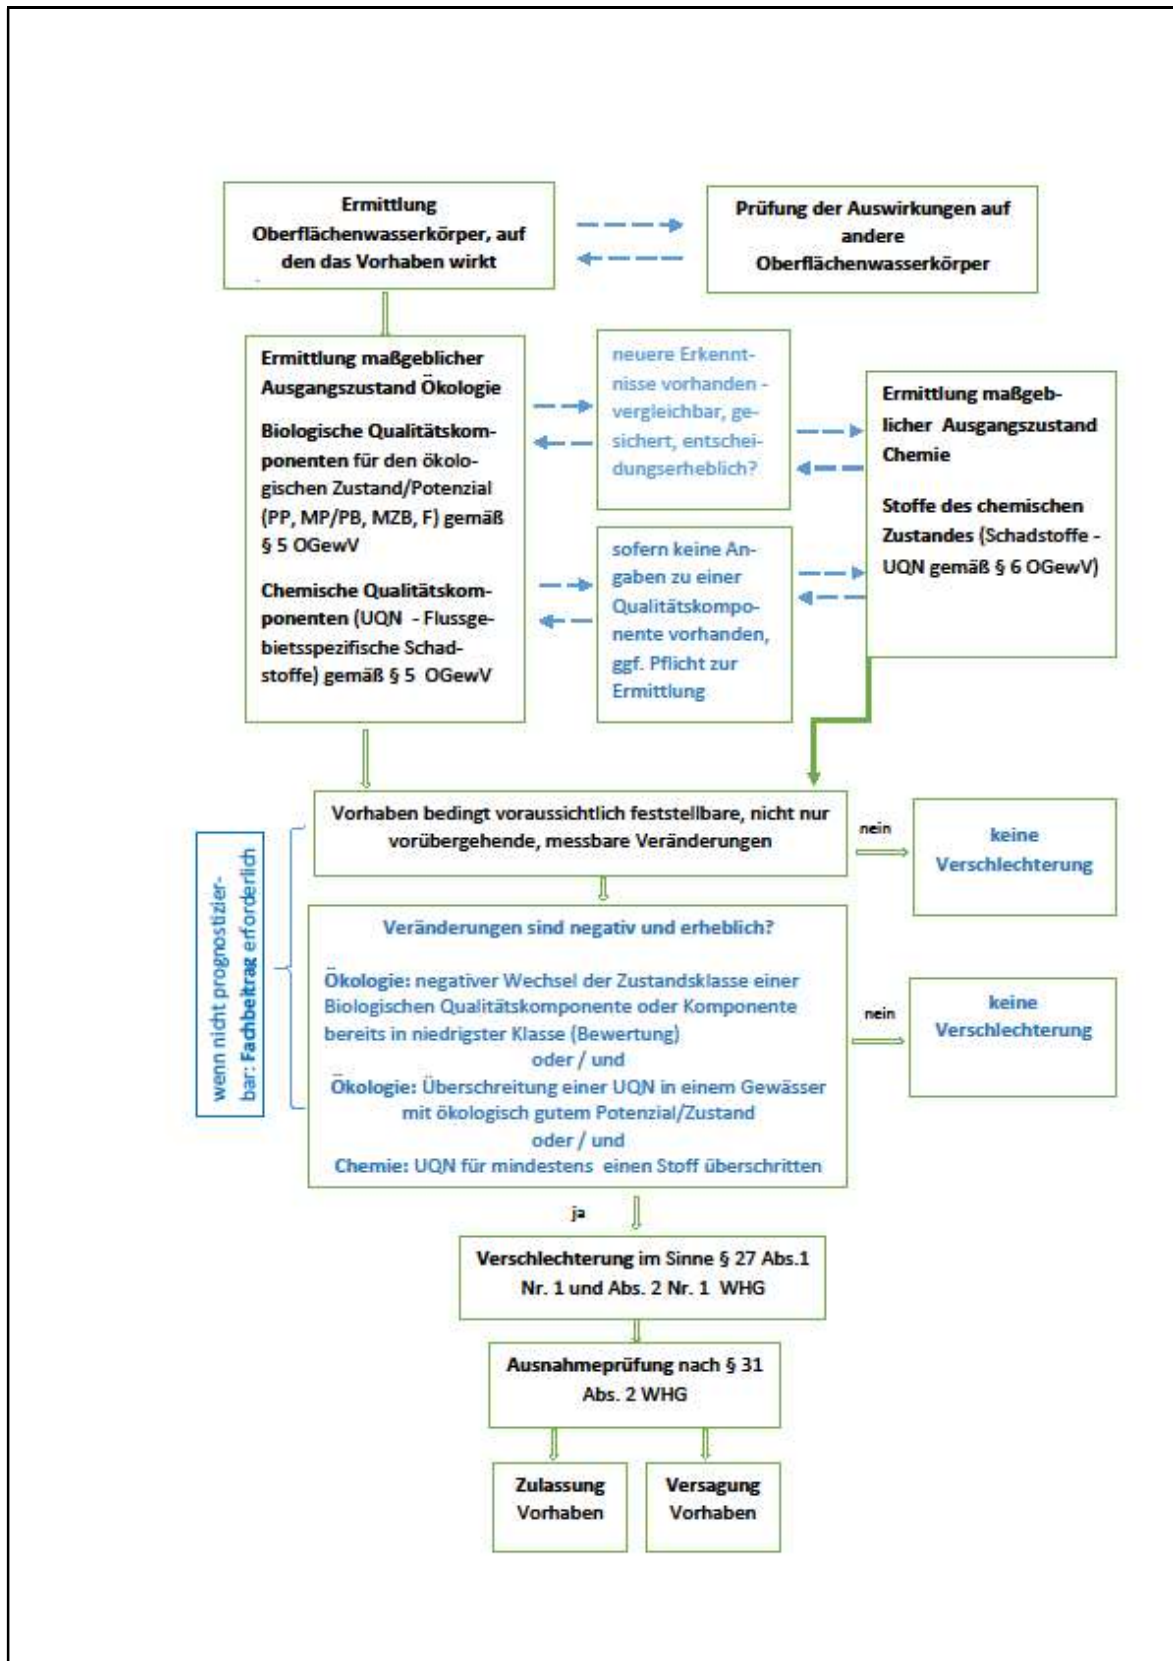 Ermittlung
Oberflächenwasserkörper, auf
den das Vorhaben wirkt
Prüfung der Auswirkungen auf
andere
Oberflächenwasserkörper
Ermittlung maßgeblicher
Ausgangszustand Ökologie
Biologische Qualitätskom-
ponenten für den ökolo-
gischen Zustand/Potenzial
(PP, MP/PB, MZB, F) gemäß
§ 5 OGewV
Chemische Qualitätskom-
ponenten (UQN - Flussge-
bietsspezifische Schad-
stoffe) gemäß § 5 OGewV
neuere Erkennt-
nisse vorhanden -
vergleichbar, ge-
sichert, entschei-
dungserheblich?
sofern keine An-
gaben zu einer
Qualitätskompo-
nente vorhanden,
ggf. Pflicht zur
Ermittlung
Ermittlung maßgeb-
licher Ausgangszustand
Chemie
Stoffe des chemischen
Zustandes (Schadstoffe -
UQN gemäß § 6 OGewV)
Vorhaben bedingt voraussichtlich feststellbare, nicht nur
vorübergehende, messbare Veränderungen
nein
keine
Verschlechterung
wenn nicht prognostizier-
bar: Fachbeitrag erforderlich
Veränderungen sind negativ und erheblich?
Ökologie: negativer Wechsel der Zustandsklasse einer
Biologischen Qualitätskomponente oder Komponente
bereits in niedrigster Klasse (Bewertung)
oder / und
Ökologie: Überschreitung einer UQN in einem Gewässer
mit ökologisch gutem Potenzial/Zustand
oder / und
Chemie: UQN für mindestens einen Stoff überschritten
nein
keine
Verschlechterung
ja
Verschlechterung im Sinne § 27 Abs.1
Nr. 1 und Abs. 2 Nr. 1 WHG
Ausnahmeprüfung nach § 31
Abs. 2 WHG
Zulassung
Vorhaben
Versagung
Vorhaben